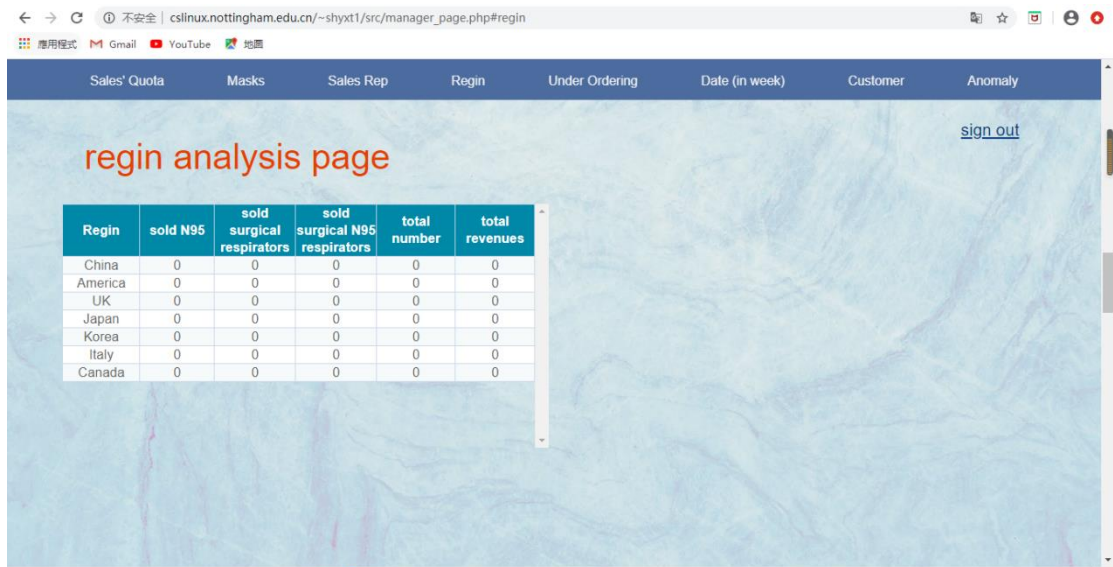 不安全 | cslinux.nottingham.edu.cn/~shyxt1/src/manager_page.php#regin
應用程式 Gmail YouTube 地圖
Sales' Quota Masks Sales Rep Regin Under Ordering Date (in week) Customer Anomaly
sign out
regin analysis page
Regin sold N95 sold surgical respirators sold surgical N95 respirators total number total revenues
China 0 0 0 0 0
America 0 0 0 0 0
UK 0 0 0 0 0
Japan 0 0 0 0 0
Korea 0 0 0 0 0
Italy 0 0 0 0 0
Canada 0 0 0 0 0